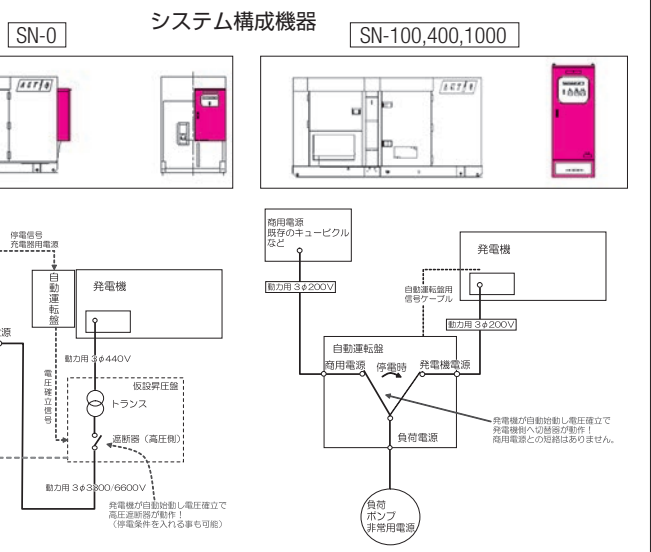 システム構成機器
SN-0
SN-100,400,1000
停電信号
充電器用電源
自動運転盤
発電機
源
動力用 3φ440V
電圧確立信号
仮設昇圧盤
トランス
遮断器（高圧側）
動力用 3φ3300/6600V
発電機が自動始動し電圧確立で
高圧遮断器が動作！
（停電条件を入れる事も可能）
商用電源
既存のキュービクル
など
動力用 3φ200V
発電機
自動運転盤用
信号ケーブル
動力用 3φ200V
自動運転盤
商用電源
停電時
発電機電源
発電機が自動始動し電圧確立で
発電機側へ切替器が動作！
商用電源との短絡はありません。
負荷電源
負荷
ポンプ
非常用電源